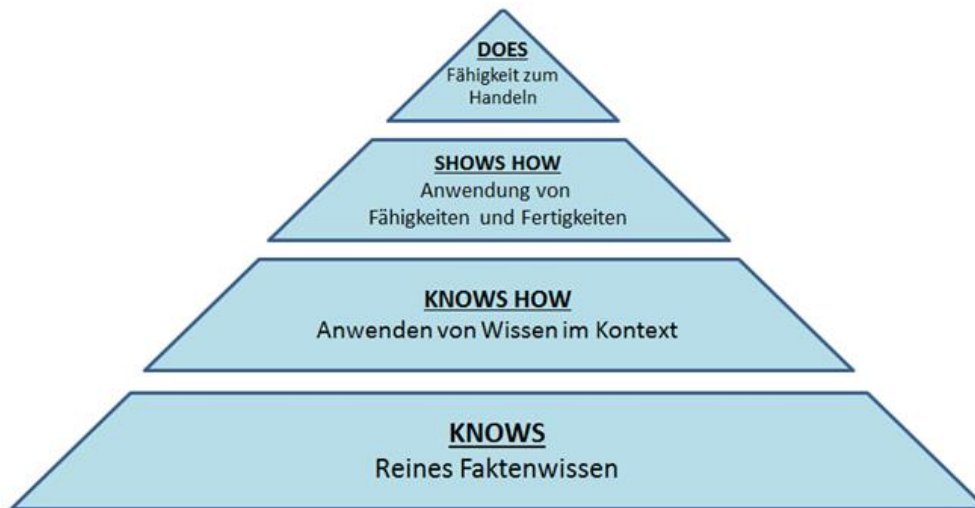 DOES
Fähigkeit zum
Handeln
SHOWS HOW
Anwendung von
Fähigkeiten und Fertigkeiten
KNOWS HOW
Anwenden von Wissen im Kontext
KNOWS
Reines Faktenwissen